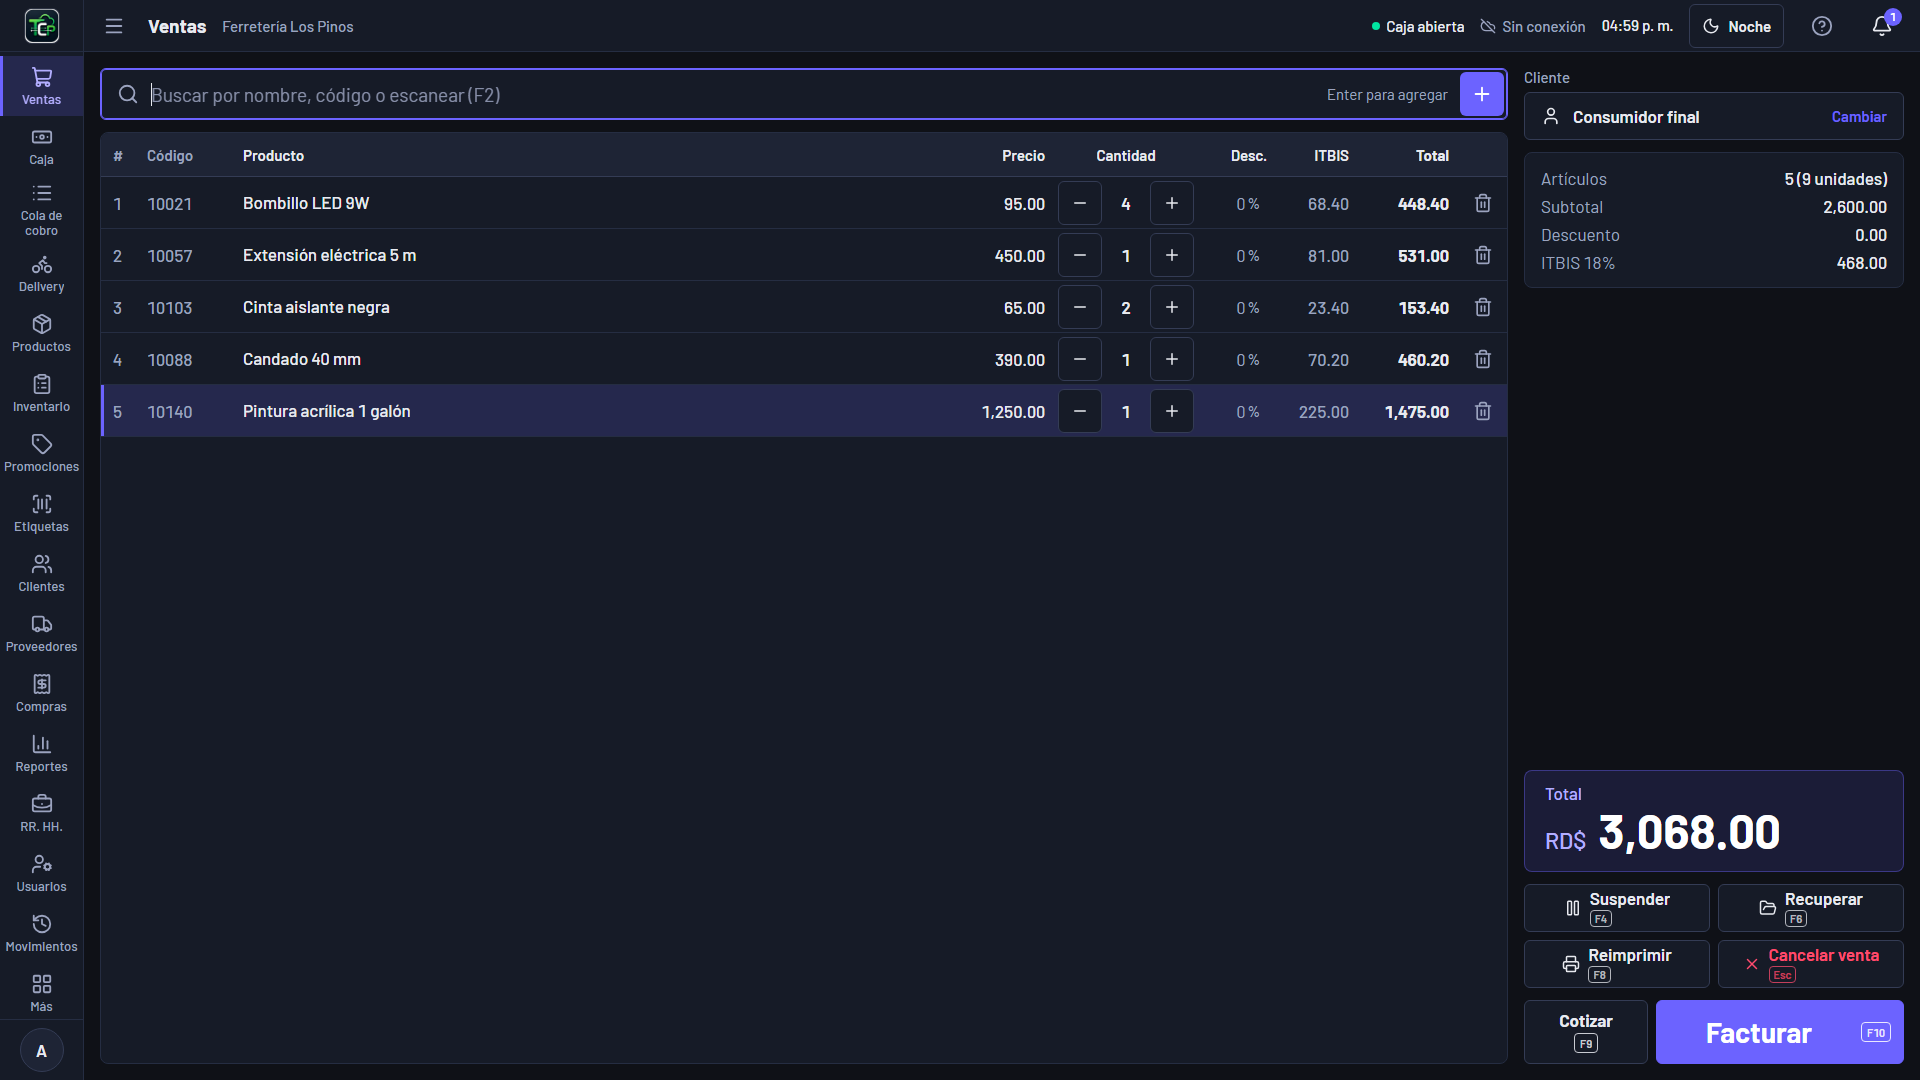 TCP
Ventas
Ferretería Los Pinos
Caja abierta
Sin conexión
04:59 p. m.
Noche
1
Ventas
Caja
Cola de
cobro
Delivery
Productos
Inventario
Promociones
Etiquetas
Clientes
Proveedores
Compras
Reportes
RR. HH.
Usuarios
Movimientos
Más
A
Buscar por nombre, código o escanear (F2)
Enter para agregar
# Código Producto Precio Cantidad Desc. ITBIS Total
1 10021 Bombillo LED 9W 95.00 − 4 + 0 % 68.40 448.40
2 10057 Extensión eléctrica 5 m 450.00 − 1 + 0 % 81.00 531.00
3 10103 Cinta aislante negra 65.00 − 2 + 0 % 23.40 153.40
4 10088 Candado 40 mm 390.00 − 1 + 0 % 70.20 460.20
5 10140 Pintura acrílica 1 galón 1,250.00 − 1 + 0 % 225.00 1,475.00
Cliente
Consumidor final Cambiar
Artículos 5 (9 unidades)
Subtotal 2,600.00
Descuento 0.00
ITBIS 18% 468.00
Total
RD$ 3,068.00
Suspender
F4
Recuperar
F6
Reimprimir
F8
Cancelar venta
Esc
Cotizar
F9
Facturar F10